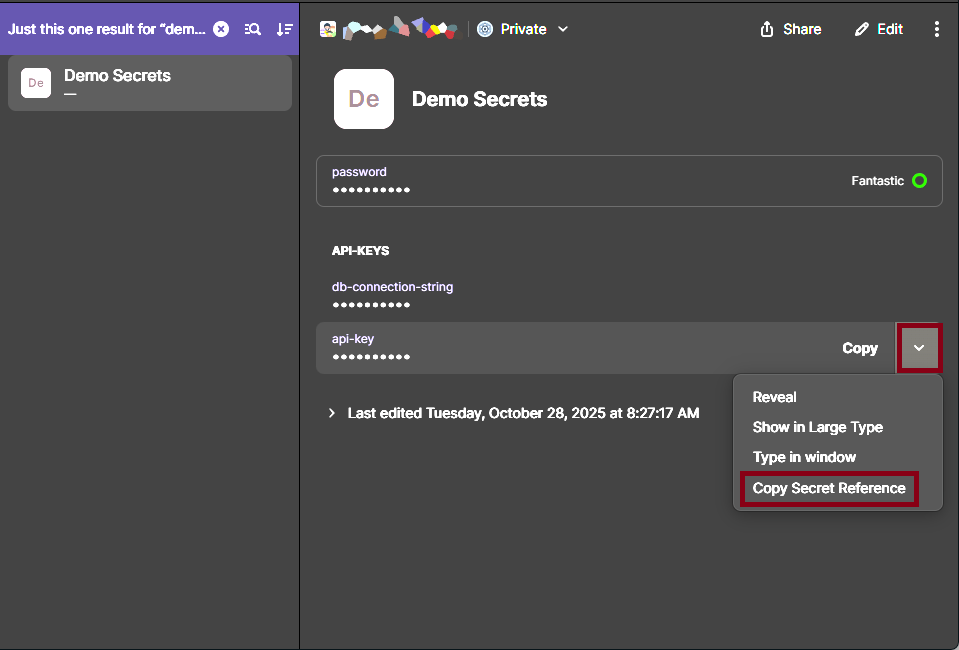 Just this one result for “dem...
De
Demo Secrets
—
Private
Share
Edit
De
Demo Secrets
password
••••••••••
Fantastic
API-KEYS
db-connection-string
••••••••••
api-key
••••••••••
Copy
Reveal
Show in Large Type
Type in window
Copy Secret Reference
Last edited Tuesday, October 28, 2025 at 8:27:17 AM